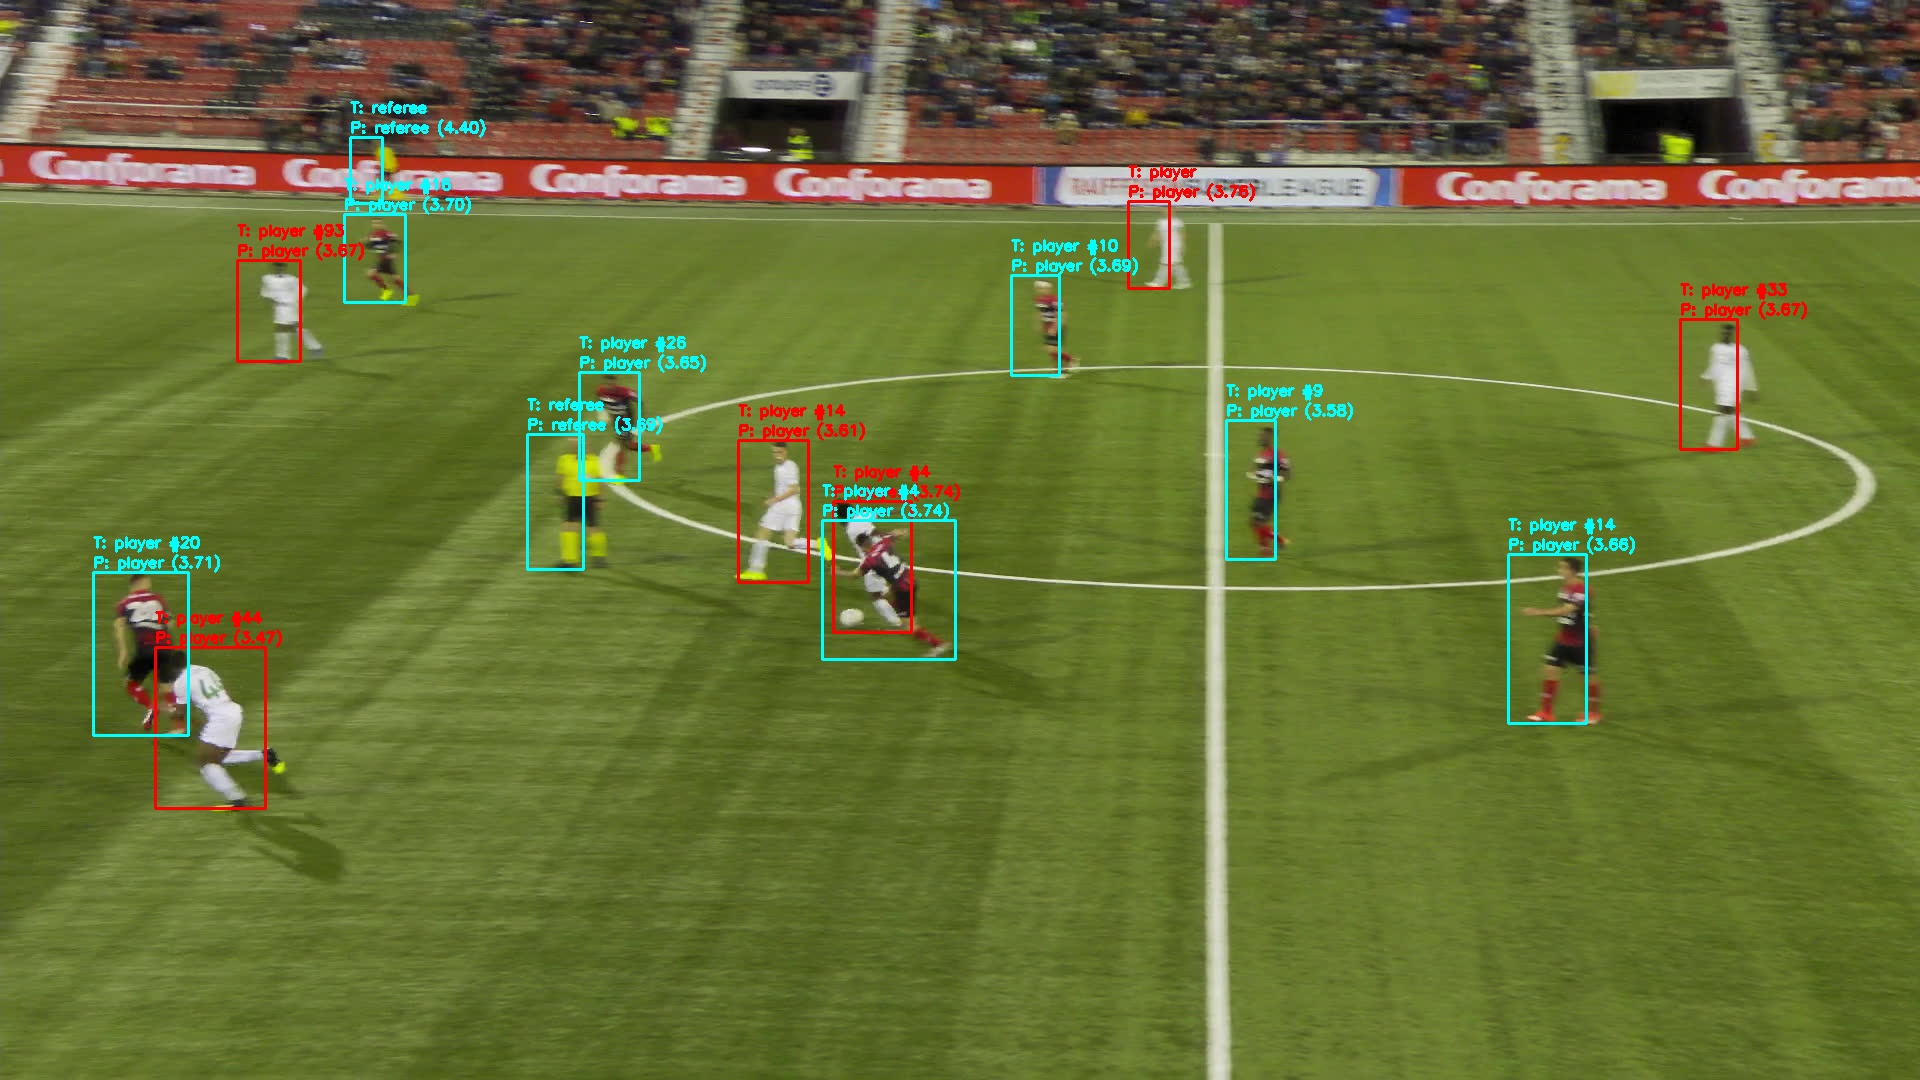 groupe
T: referee
P: referee (4.40)
Conforama
Conforama
Conforama
Conforama
Conforama
Conforama
T: player
P: player (3.76)
T: player #16
P: player (3.70)
T: player #93
P: player (3.67)
T: player #10
P: player (3.69)
T: player #33
P: player (3.67)
T: player #26
P: player (3.65)
T: referee
P: referee (3.69)
T: player #14
P: player (3.61)
T: player #9
P: player (3.58)
T: player #4
T: player #4
P: player (3.74)
T: player #14
P: player (3.66)
T: player #20
P: player (3.71)
20
T: player #44
P: player (3.47)